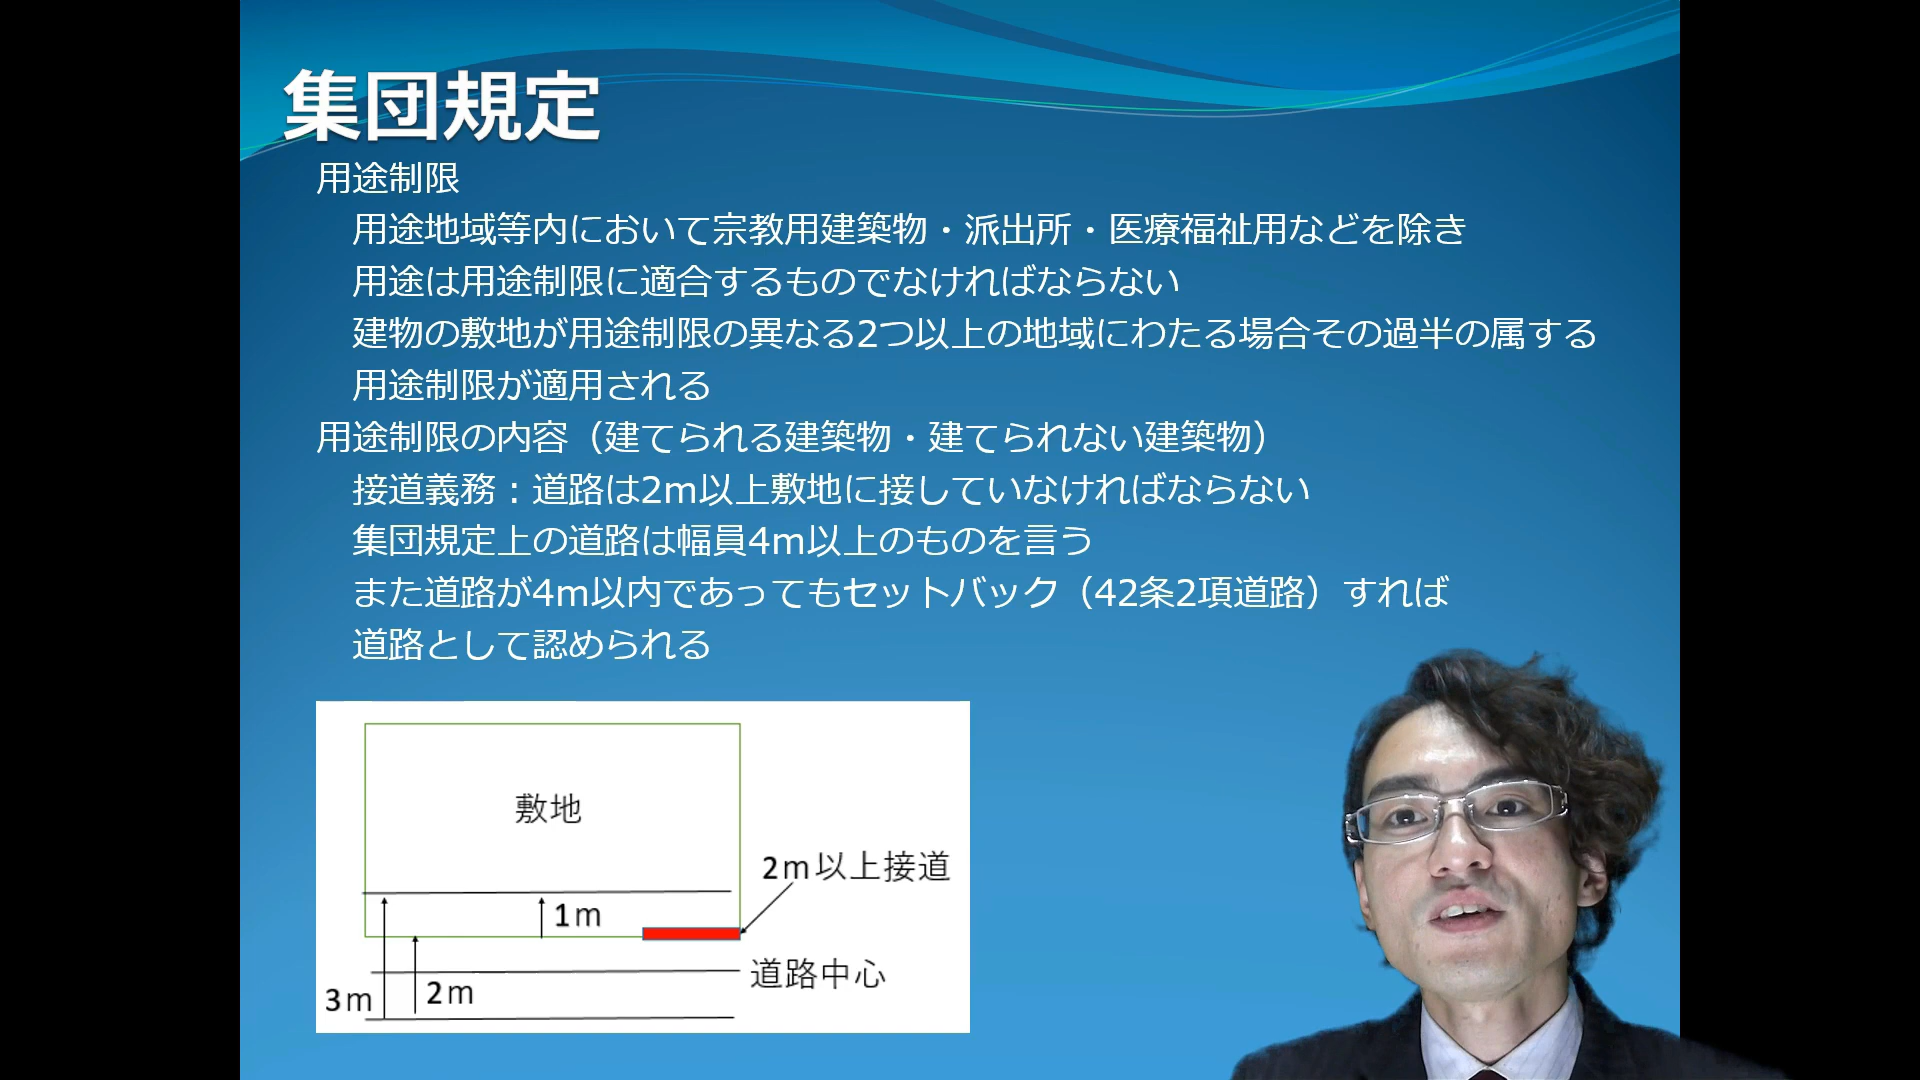 集団規定
用途制限
用途地域等内において宗教用建築物・派出所・医療福祉用などを除き
用途は用途制限に適合するものでなければならない
建物の敷地が用途制限の異なる2つ以上の地域にわたる場合その過半の属する
用途制限が適用される
用途制限の内容（建てられる建築物・建てられない建築物）
接道義務：道路は2m以上敷地に接していなければならない
集団規定上の道路は幅員4m以上のものを言う
また道路が4m以内であってもセットバック（42条2項道路）すれば
道路として認められる
敷地
2m以上接道
1m
道路中心
3m
2m